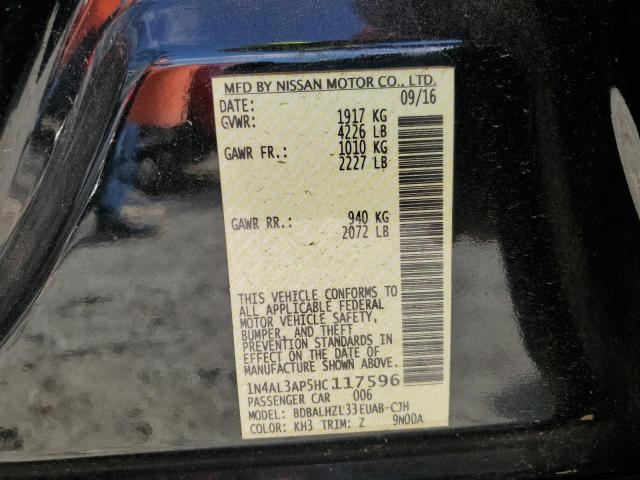 MFD BY NISSAN MOTOR CO., LTD.
DATE: 09/16
GVWR: 1917 KG
4226 LB
GAWR FR.: 1010 KG
2227 LB
GAWR RR.: 940 KG
2072 LB
THIS VEHICLE CONFORMS TO
ALL APPLICABLE FEDERAL
MOTOR VEHICLE SAFETY,
BUMPER, AND THEFT
PREVENTION STANDARDS IN
EFFECT ON THE DATE OF
MFR. SHOWN ABOVE.
1N4AL3AP5HC117596
PASSENGER CAR 006
MODEL: BDBALHZL33EUAB-CJH
COLOR: KH3 TRIM: Z 9N00A